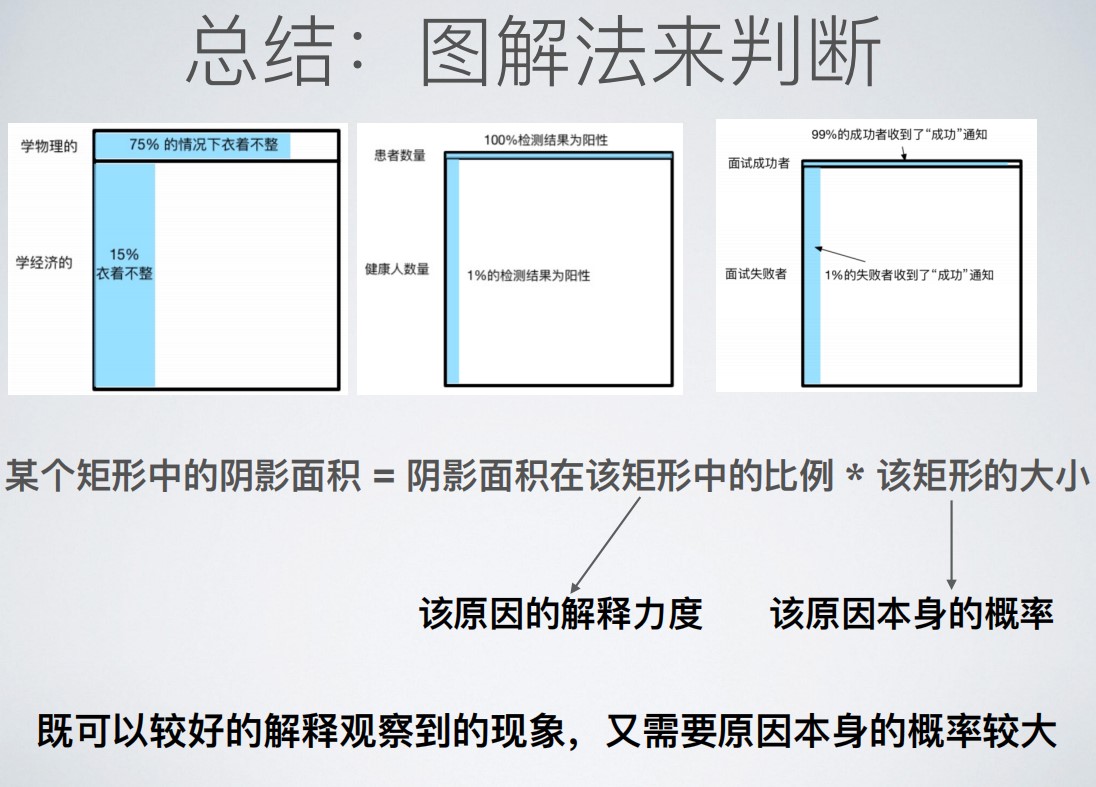 总结：图解法来判断
学物理的
75% 的情况下衣着不整
学经济的
15%
衣着不整
100%检测结果为阳性
患者数量
健康人数量
1%的检测结果为阳性
99%的成功者收到了“成功”通知
面试成功者
面试失败者
1%的失败者收到了“成功”通知
某个矩形中的阴影面积 = 阴影面积在该矩形中的比例 * 该矩形的大小
该原因的解释力度
该原因本身的概率
既可以较好的解释观察到的现象，又需要原因本身的概率较大